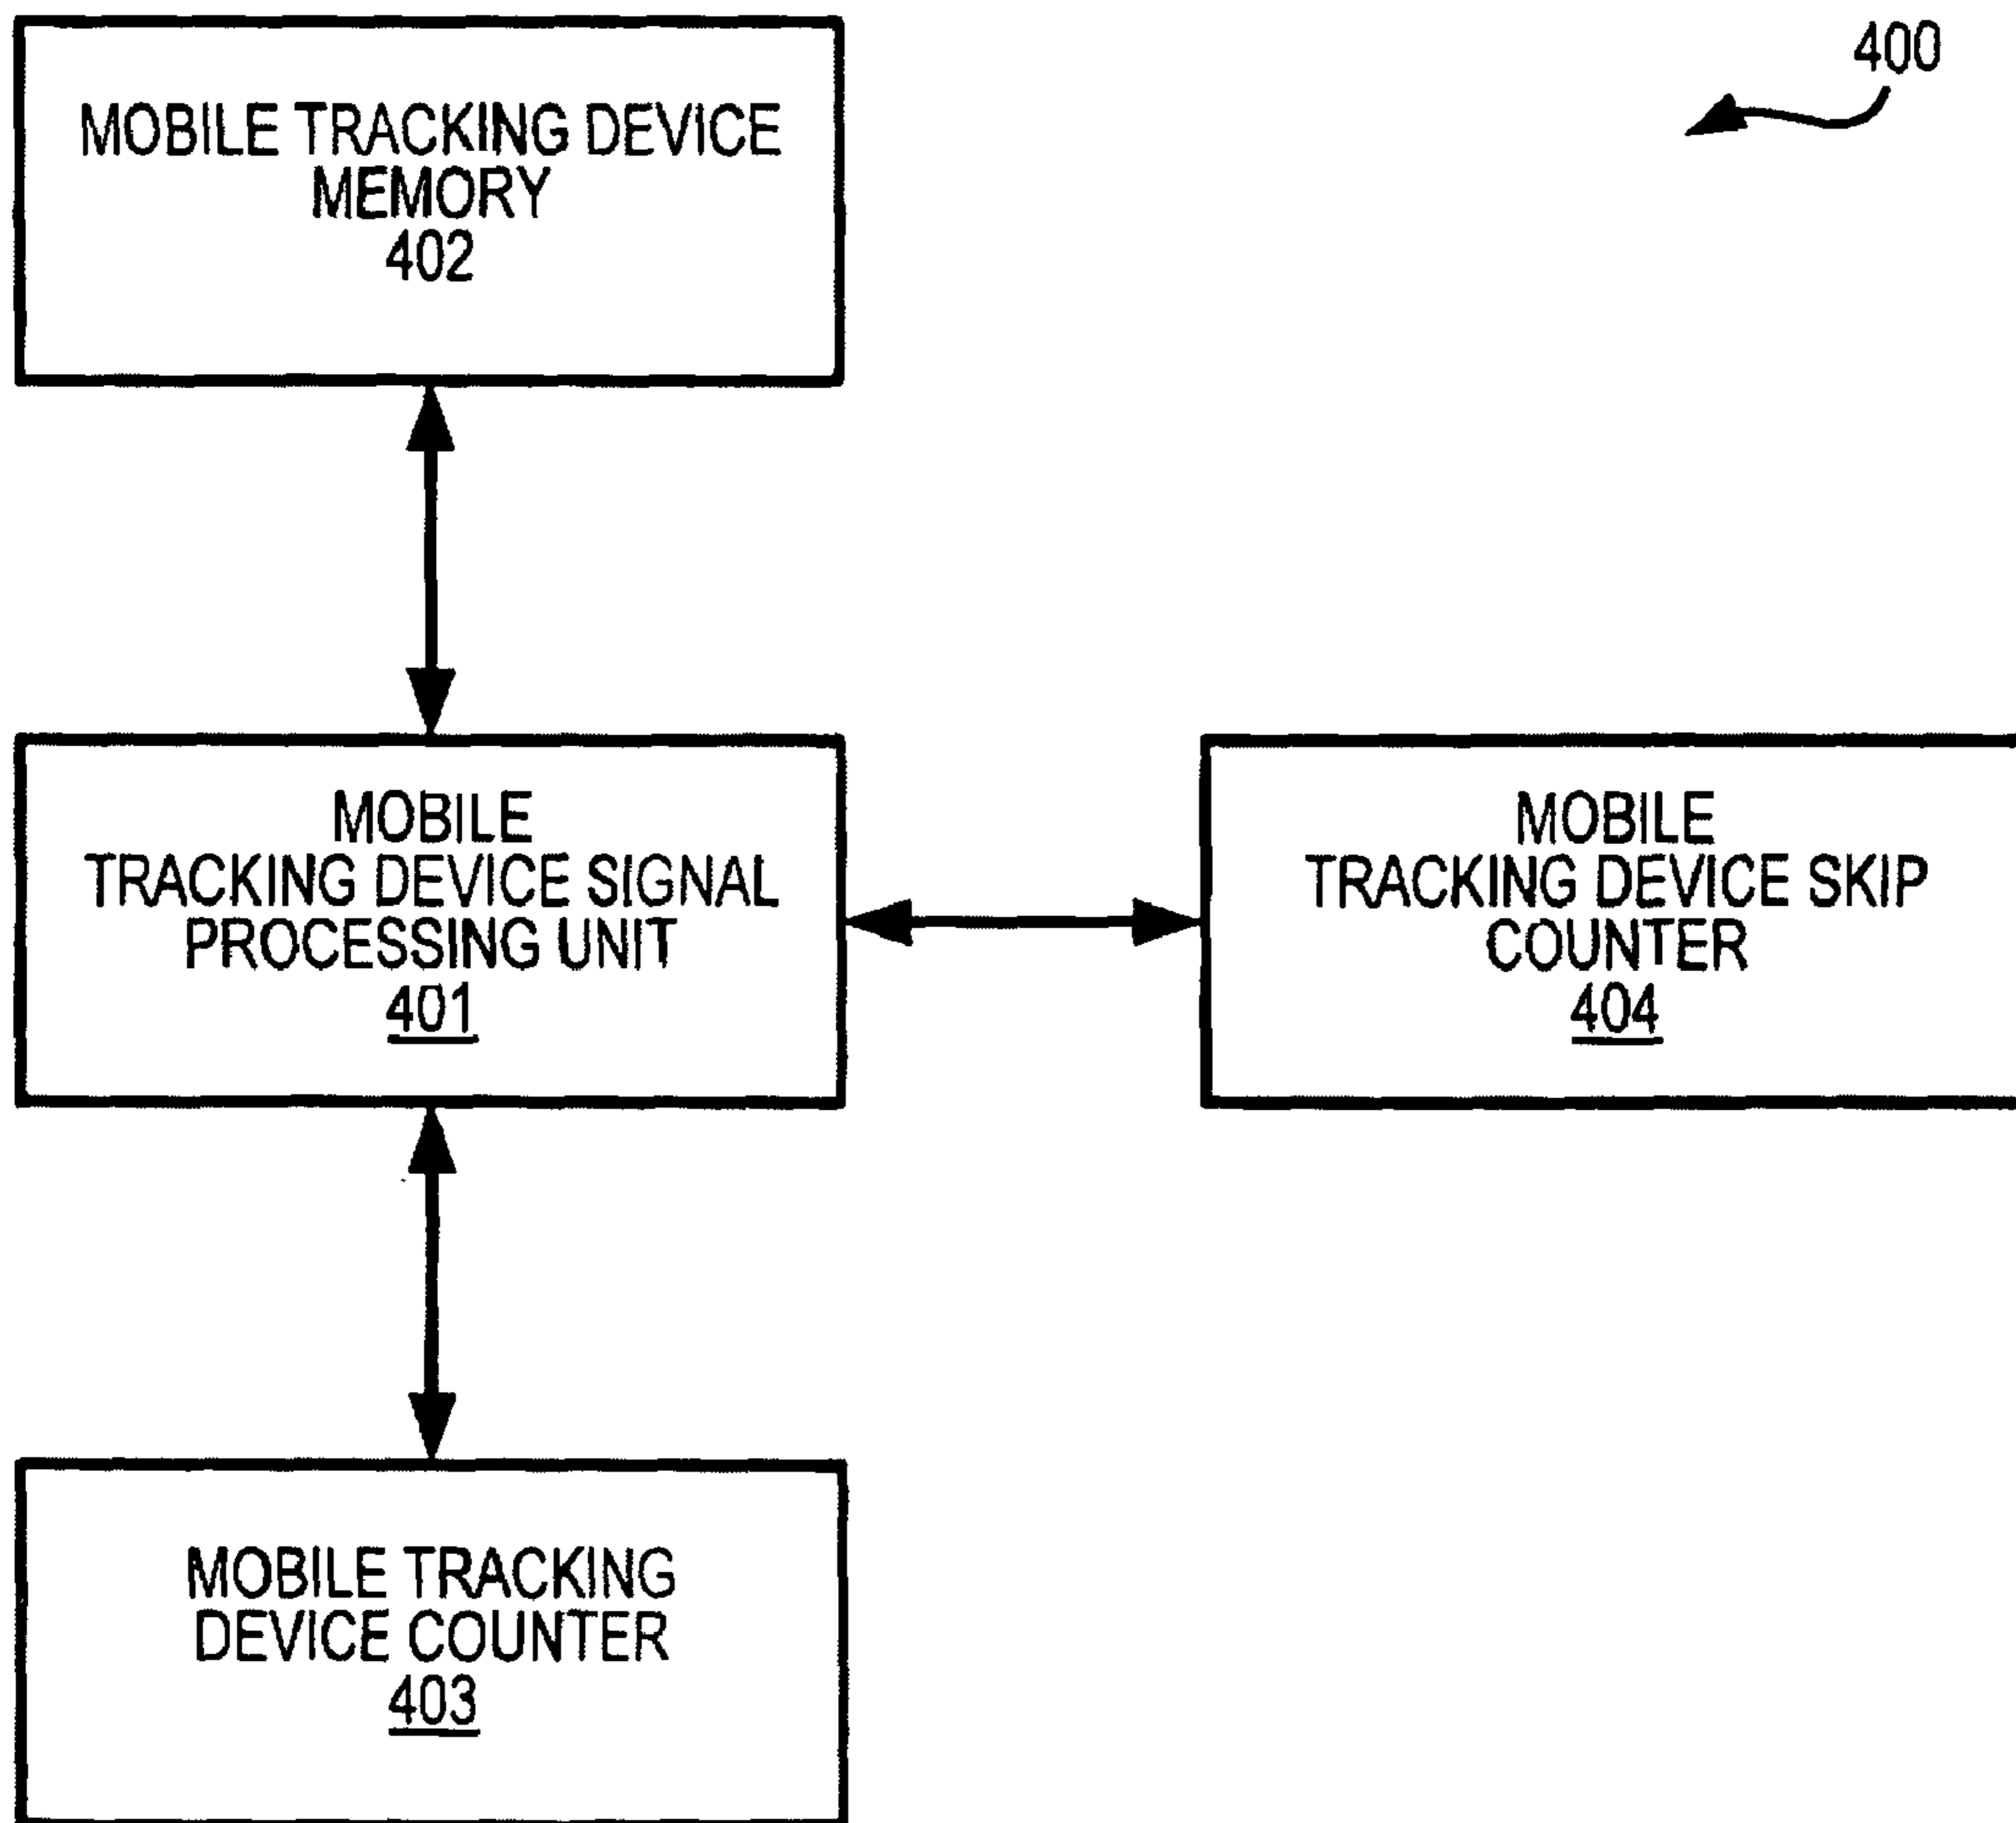 400
MOBILE TRACKING DEVICE
MEMORY
402
MOBILE
TRACKING DEVICE SIGNAL
PROCESSING UNIT
401
MOBILE
TRACKING DEVICE SKIP
COUNTER
404
MOBILE TRACKING
DEVICE COUNTER
403